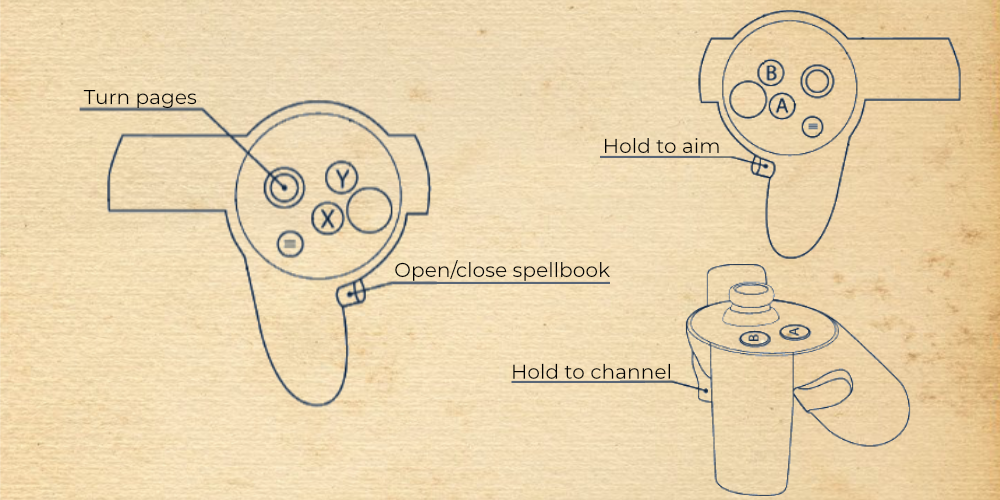 Turn pages
Y
X
≡
Open/close spellbook
B
A
≡
Hold to aim
B
A
Hold to channel